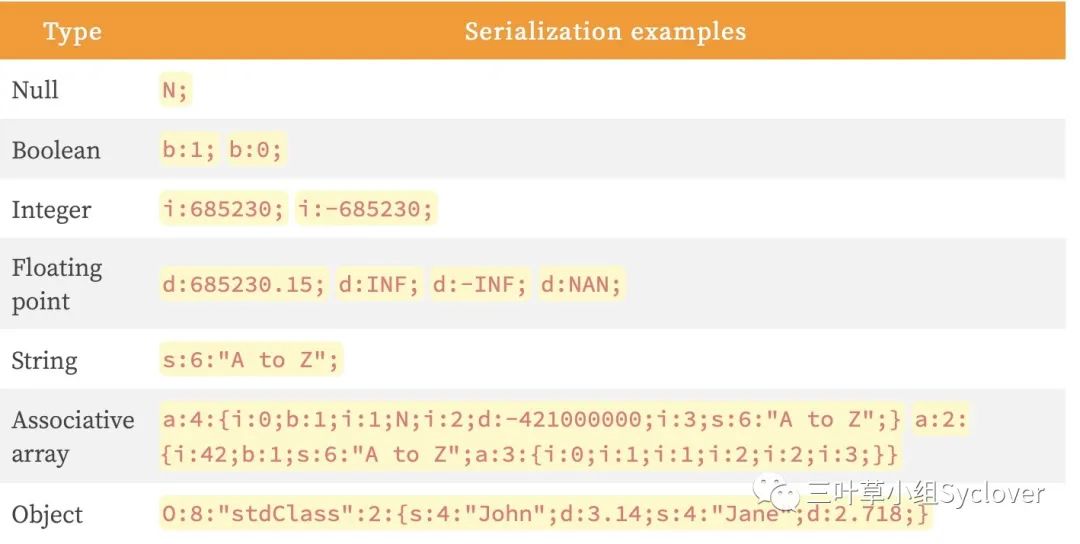 Type Serialization examples
Null N;
Boolean b:1; b:0;
Integer i:685230; i:-685230;
Floating
point d:685230.15; d:INF; d:-INF; d:NAN;
String s:6:"A to Z";
Associative a:4:{i:0;b:1;i:1;N;i:2;d:-421000000;i:3;s:6:"A to Z";} a:2:
array {i:42;b:1;s:6:"A to Z";a:3:{i:0;i:1;i:1;i:2;i:2;i:3;}}
Object O:8:"stdClass":2:{s:4:"John";d:3.14;s:4:"Jane";d:2.718;}
三叶草小组Syclover